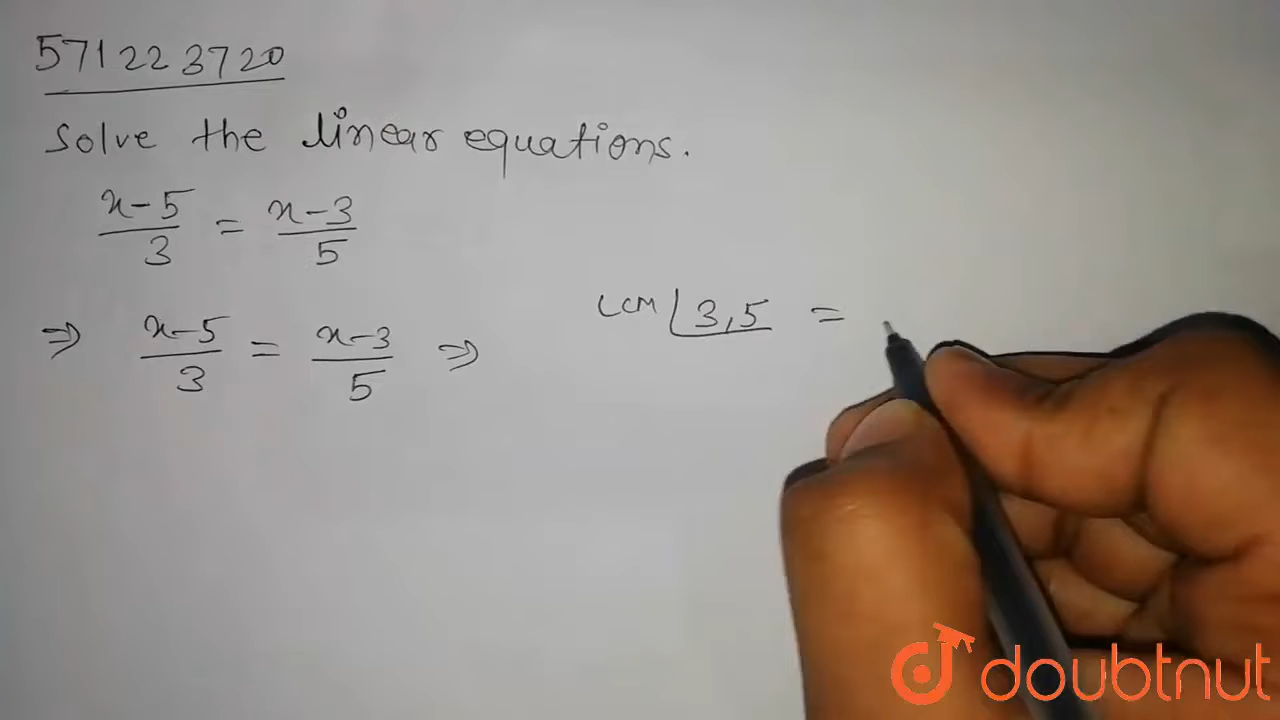 571223720
Solve the linear equations.
x-5/3 = x-3/5
⇒ x-5/3 = x-3/5 ⇒
LCM 3,5 =
doubtnut